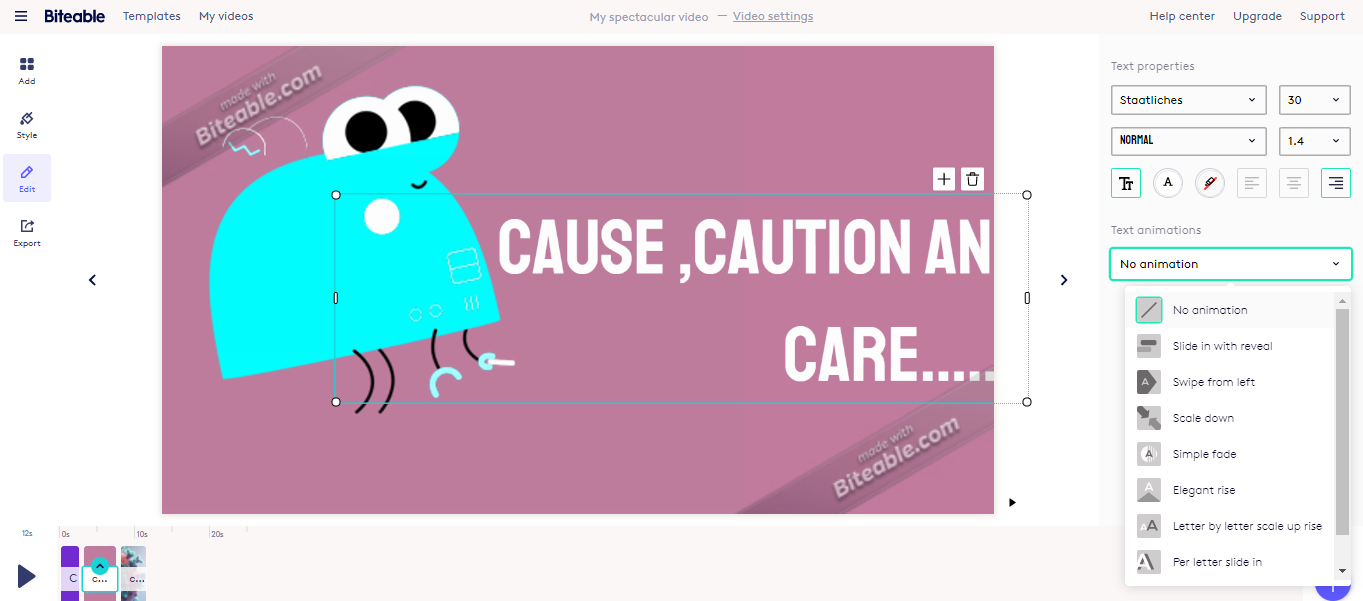 Biteable
Templates
My videos
My spectacular video — Video settings
Help center
Upgrade
Support
Add
Style
Edit
Export
made with
Biteable.com
CAUSE ,CAUTION AN
CARE.....
made with
Biteable.com
Text properties
Staatliches
30
NORMAL
1.4
TT
A
Text animations
No animation
No animation
Slide in with reveal
A
Swipe from left
Scale down
A
Simple fade
A
Elegant rise
AA
Letter by letter scale up rise
A
Per letter slide in
12s
0s
10s
20s
C
c...
c...